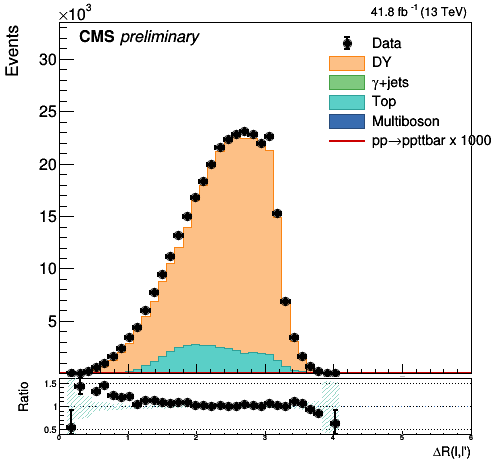 ×10³
41.8 fb⁻¹ (13 TeV)
CMS preliminary
Events
30
25
20
15
10
5
Data
DY
γ+jets
Top
Multiboson
pp→ppttbar x 1000
Ratio
1.5
1
0.5
0 1 2 3 4 5 6
ΔR(l,l')